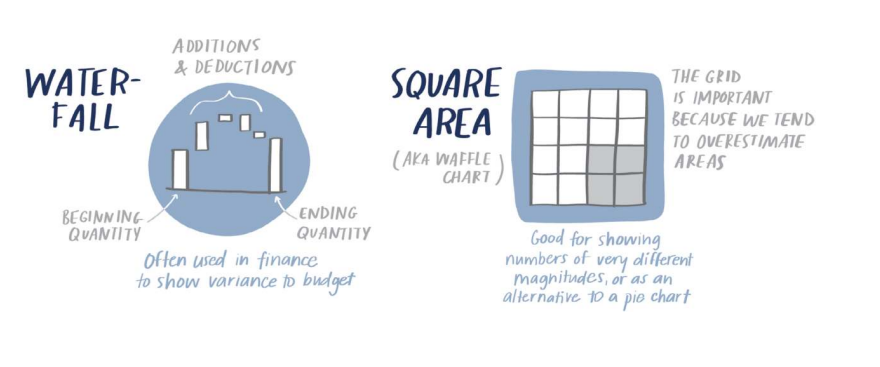 WATER-
FALL
ADDITIONS
& DEDUCTIONS
BEGINNING
QUANTITY
ENDING
QUANTITY
Often used in finance
to show variance to budget
SQUARE
AREA
(AKA WAFFLE
CHART)
THE GRID
IS IMPORTANT
BECAUSE WE TEND
TO OVERESTIMATE
AREAS
Good for showing
numbers of very different
magnitudes, or as an
alternative to a pie chart